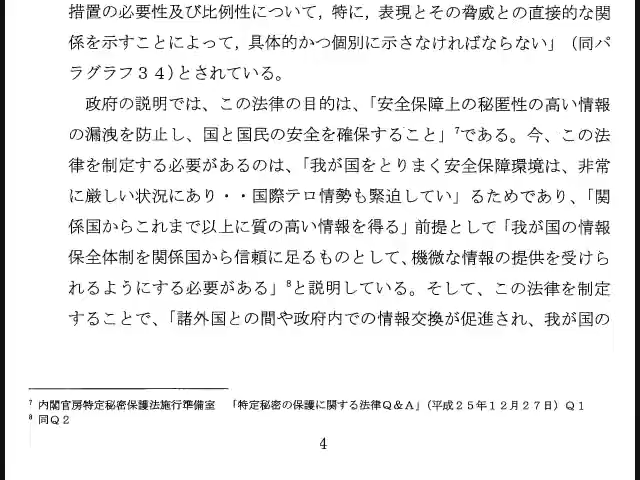 措置の必要性及び比例性について，特に，表現とその脅威との直接的な関
係を示すことによって，具体的かつ個別に示さなければならない」（同パ
ラグラフ３４）とされている。
政府の説明では、この法律の目的は、「安全保障上の秘匿性の高い情報
の漏洩を防止し、国と国民の安全を確保すること」⁷である。今、この法
律を制定する必要があるのは、「我が国をとりまく安全保障環境は、非常
に厳しい状況にあり・・国際テロ情勢も緊迫してい」るためであり、「関
係国からこれまで以上に質の高い情報を得る」前提として「我が国の情報
保全体制を関係国から信頼に足るものとして、機微な情報の提供を受けら
れるようにする必要がある」⁸と説明している。そして、この法律を制定
することで、「諸外国との間や政府内での情報交換が促進され、我が国の
⁷ 内閣官房特定秘密保護法施行準備室　「特定秘密の保護に関する法律Ｑ＆Ａ」（平成２５年１２月２７日）Ｑ１
⁸ 同Ｑ２
4